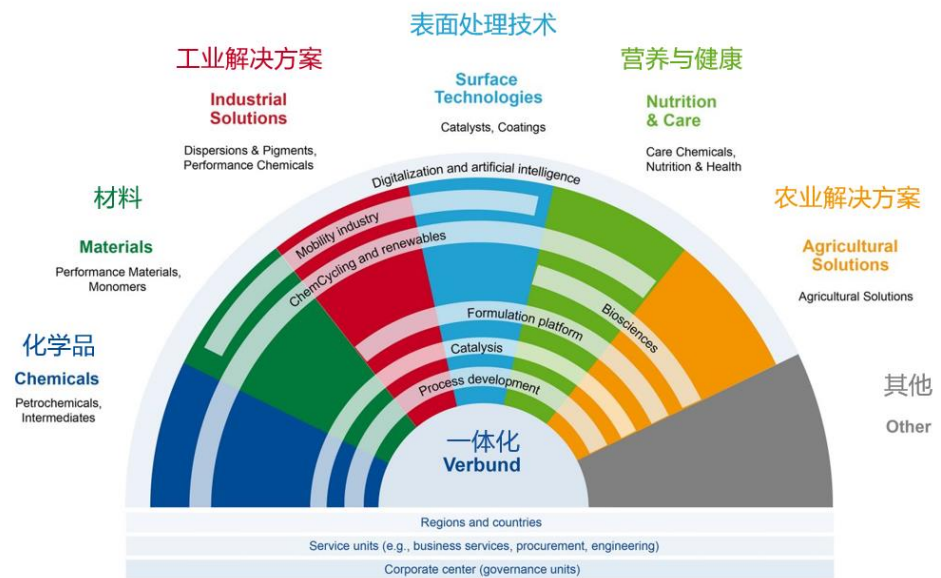 表面处理技术
Surface
Technologies
Catalysts, Coatings
工业解决方案
Industrial
Solutions
Dispersions & Pigments,
Performance Chemicals
营养与健康
Nutrition
& Care
Care Chemicals,
Nutrition & Health
材料
Materials
Performance Materials,
Monomers
农业解决方案
Agricultural
Solutions
Agricultural Solutions
化学品
Chemicals
Petrochemicals,
Intermediates
其他
Other
Digitalization and artificial intelligence
Mobility industry
ChemCycling and renewables
Biosciences
Formulation platform
Catalysis
Process development
一体化
Verbund
Regions and countries
Service units (e.g., business services, procurement, engineering)
Corporate center (governance units)